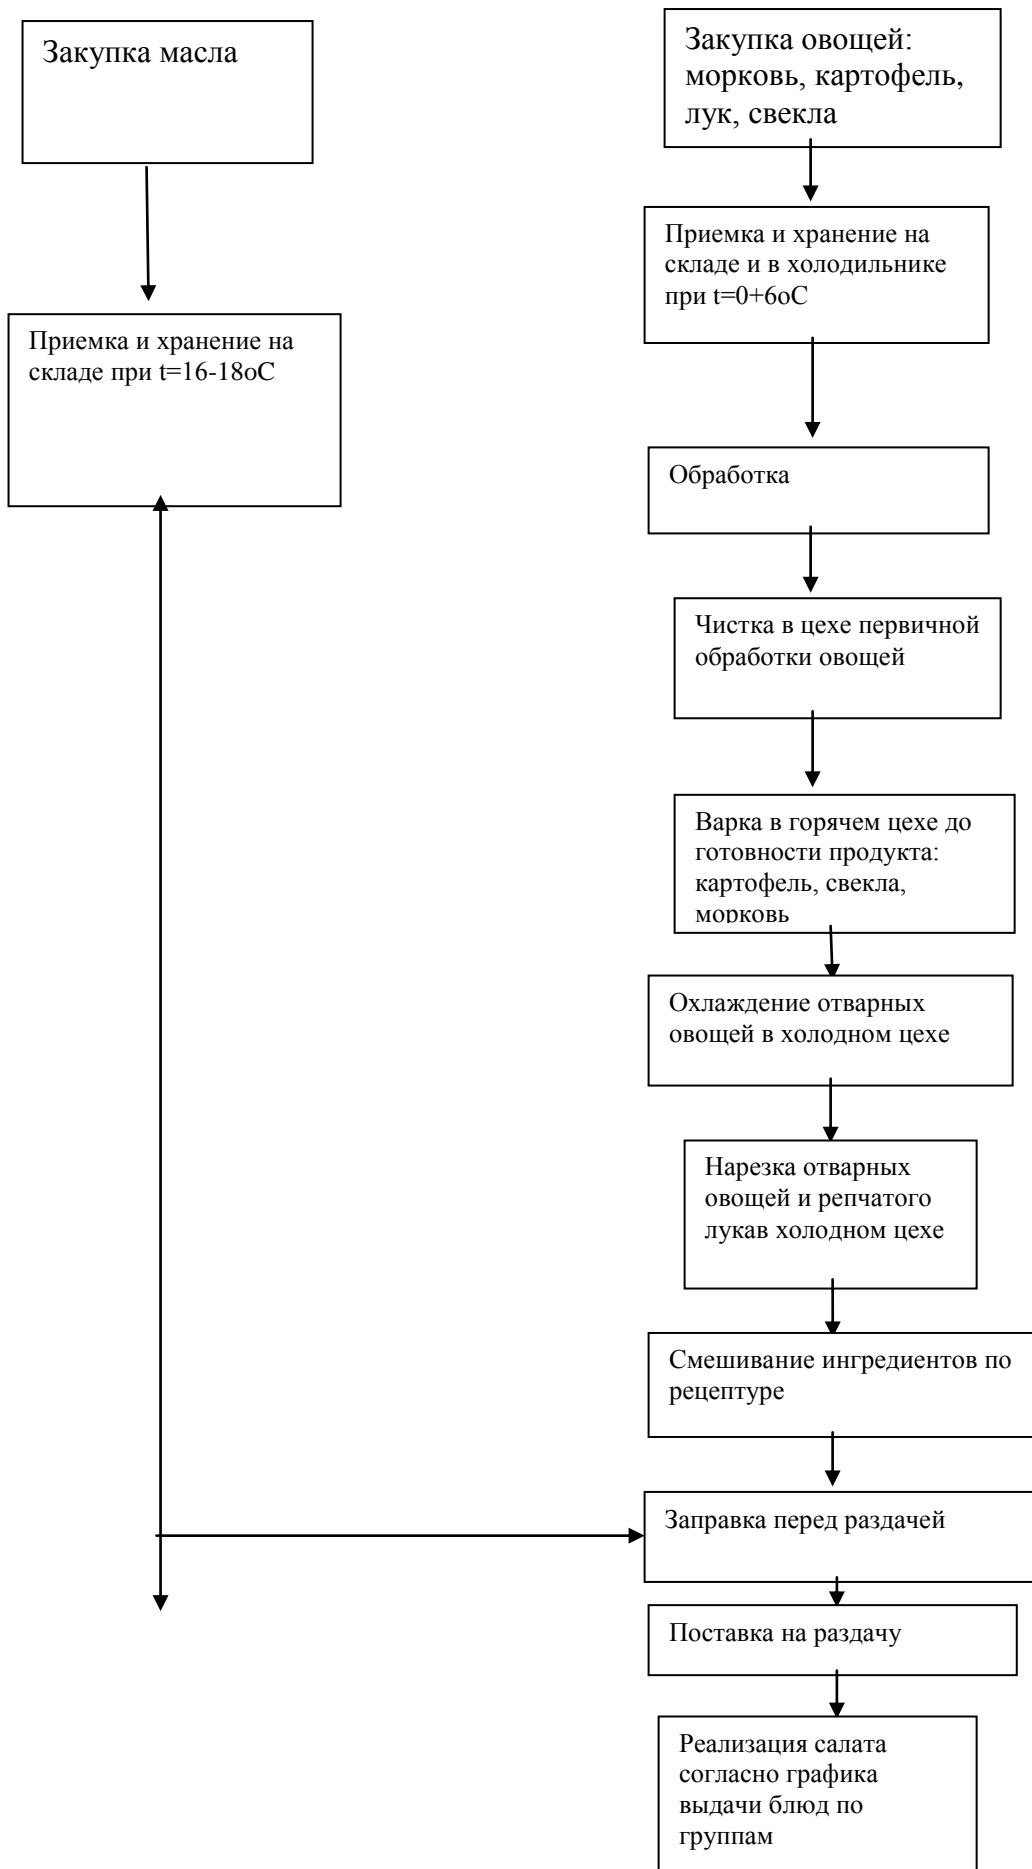 Закупка масла
Закупка овощей:
морковь, картофель,
лук, свекла
Приемка и хранение на
складе и в холодильнике
при t=0+6oC
Приемка и хранение на
складе при t=16-18oC
Обработка
Чистка в цехе первичной
обработки овощей
Варка в горячем цехе до
готовности продукта:
картофель, свекла,
морковь
Охлаждение отварных
овощей в холодном цехе
Нарезка отварных
овощей и репчатого
лукав холодном цехе
Смешивание ингредиентов по
рецептуре
Заправка перед раздачей
Поставка на раздачу
Реализация салата
согласно графика
выдачи блюд по
группам